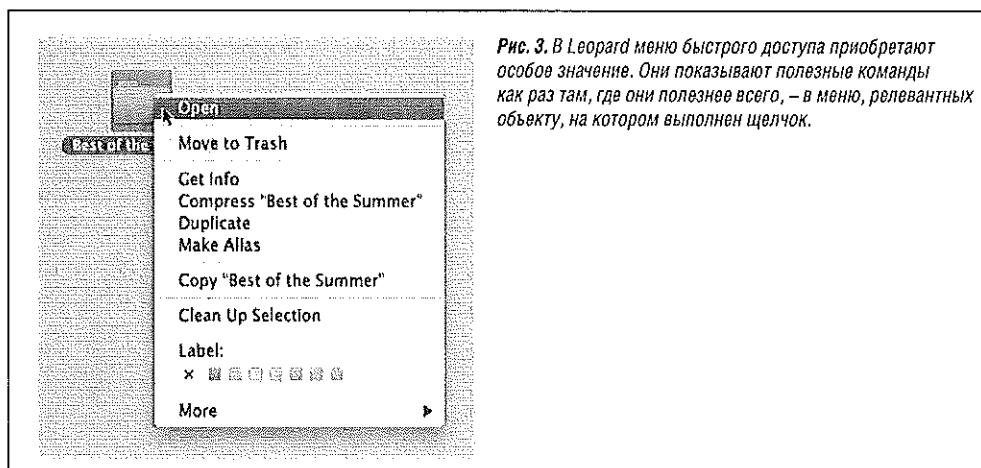 Рис. 3. В Leopard меню быстрого доступа приобретают
особое значение. Они показывают полезные команды
как раз там, где они полезнее всего, – в меню, релевантных
объекту, на котором выполнен щелчок.
Open
Best of the
Move to Trash
Get Info
Compress "Best of the Summer"
Duplicate
Make Alias
Copy "Best of the Summer"
Clean Up Selection
Label:
More